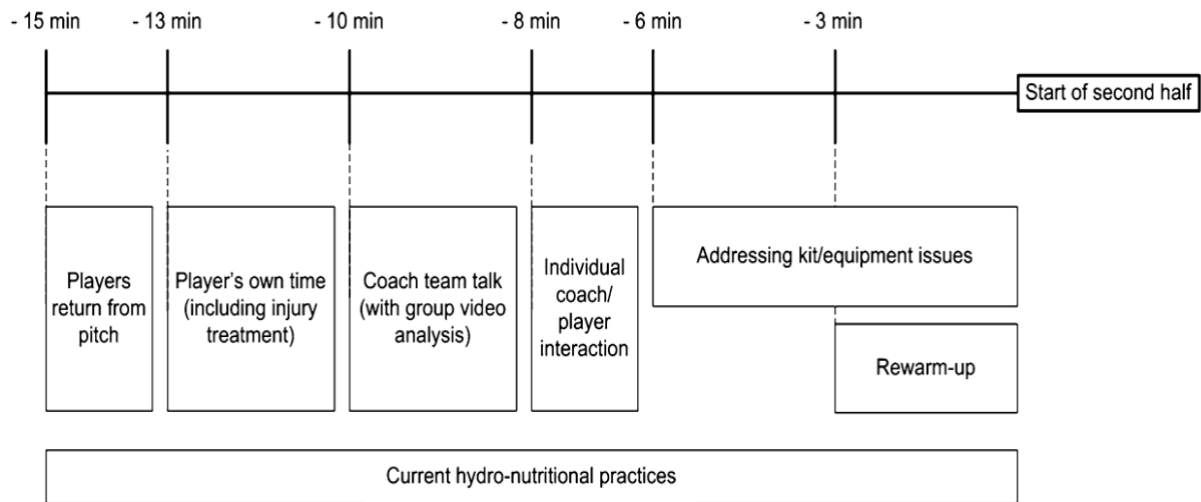 - 15 min
- 13 min
- 10 min
- 8 min
- 6 min
- 3 min
Start of second half
Players
return from
pitch
Player's own time
(including injury
treatment)
Coach team talk
(with group video
analysis)
Individual
coach/
player
interaction
Addressing kit/equipment issues
Rewarm-up
Current hydro-nutritional practices